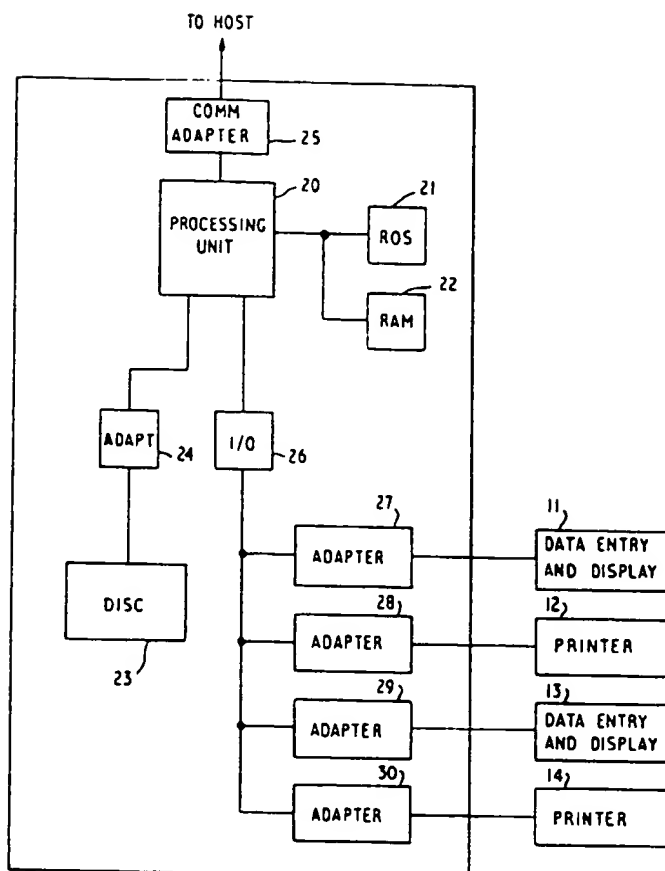 TO HOST
COMM
ADAPTER
25
20
PROCESSING
UNIT
21
ROS
22
RAM
ADAPT
24
I/O
26
DISC
23
27
ADAPTER
11
DATA ENTRY
AND DISPLAY
28
ADAPTER
12
PRINTER
29
ADAPTER
13
DATA ENTRY
AND DISPLAY
30
ADAPTER
14
PRINTER